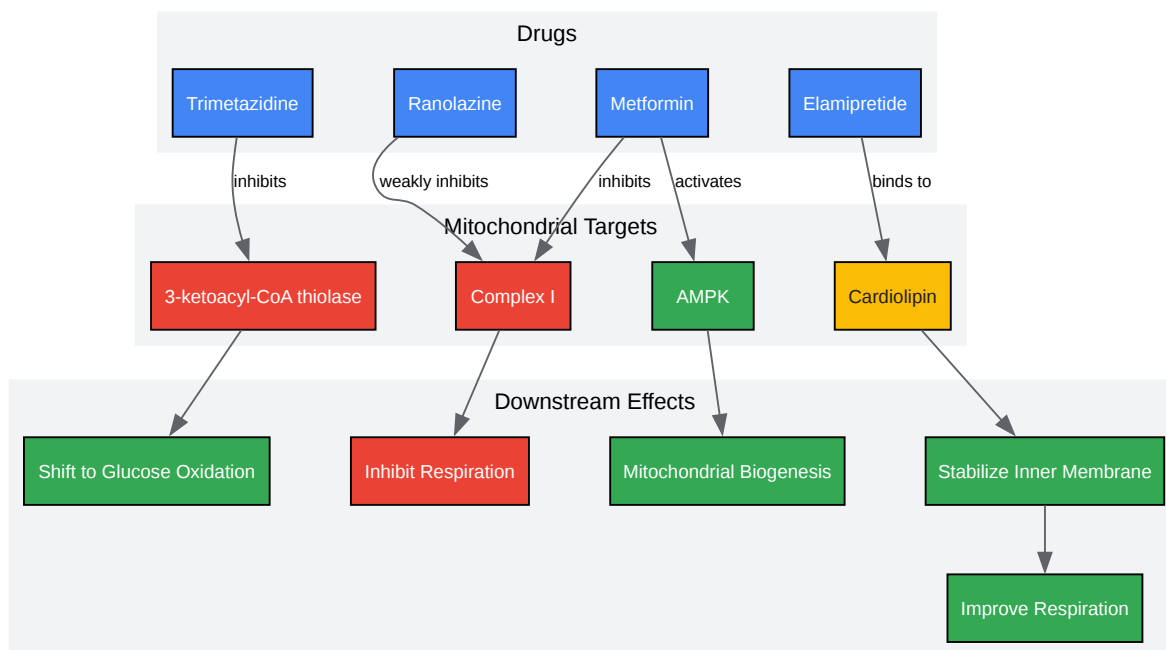 Drugs
Trimetazidine
Ranolazine
Metformin
Elamipretide
inhibits
weakly inhibits
inhibits
activates
binds to
Mitochondrial Targets
3-ketoacyl-CoA thiolase
Complex I
AMPK
Cardiolipin
Downstream Effects
Shift to Glucose Oxidation
Inhibit Respiration
Mitochondrial Biogenesis
Stabilize Inner Membrane
Improve Respiration